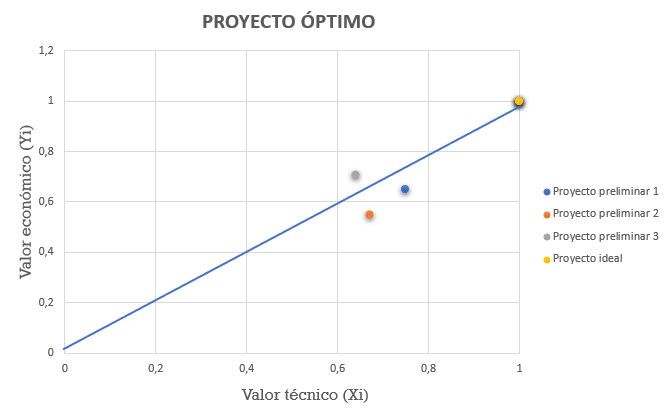 PROYECTO ÓPTIMO
1,2
1
0,8
0,6
0,4
0,2
0
Valor económico (Yi)
0
0,2
0,4
0,6
0,8
1
Valor técnico (Xi)
Proyecto preliminar 1
Proyecto preliminar 2
Proyecto preliminar 3
Proyecto ideal